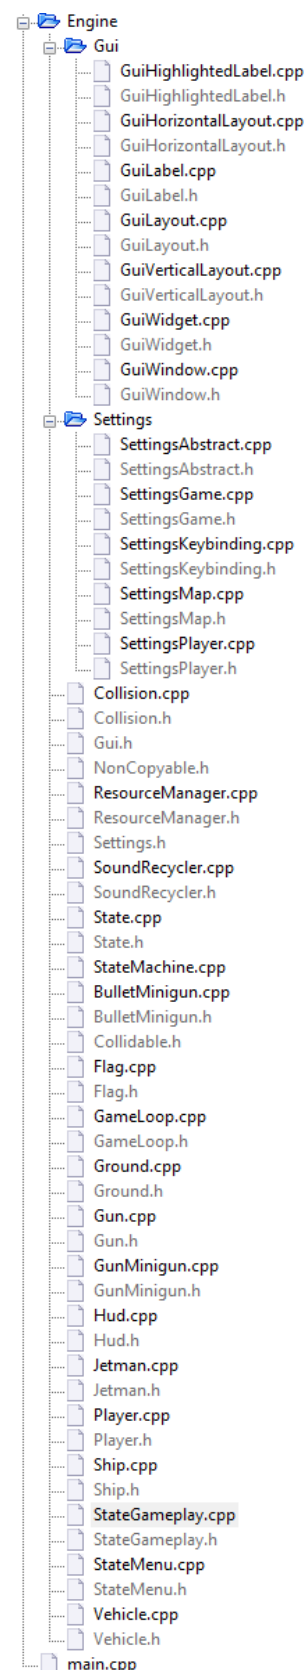 Engine
Gui
GuiHighlightedLabel.cpp
GuiHighlightedLabel.h
GuiHorizontalLayout.cpp
GuiHorizontalLayout.h
GuiLabel.cpp
GuiLabel.h
GuiLayout.cpp
GuiLayout.h
GuiVerticalLayout.cpp
GuiVerticalLayout.h
GuiWidget.cpp
GuiWidget.h
GuiWindow.cpp
GuiWindow.h
Settings
SettingsAbstract.cpp
SettingsAbstract.h
SettingsGame.cpp
SettingsGame.h
SettingsKeybinding.cpp
SettingsKeybinding.h
SettingsMap.cpp
SettingsMap.h
SettingsPlayer.cpp
SettingsPlayer.h
Collision.cpp
Collision.h
Gui.h
NonCopyable.h
ResourceManager.cpp
ResourceManager.h
Settings.h
SoundRecycler.cpp
SoundRecycler.h
State.cpp
State.h
StateMachine.cpp
BulletMinigun.cpp
BulletMinigun.h
Collidable.h
Flag.cpp
Flag.h
GameLoop.cpp
GameLoop.h
Ground.cpp
Ground.h
Gun.cpp
Gun.h
GunMinigun.cpp
GunMinigun.h
Hud.cpp
Hud.h
Jetman.cpp
Jetman.h
Player.cpp
Player.h
Ship.cpp
Ship.h
StateGameplay.cpp
StateGameplay.h
StateMenu.cpp
StateMenu.h
Vehicle.cpp
Vehicle.h
main.cpp